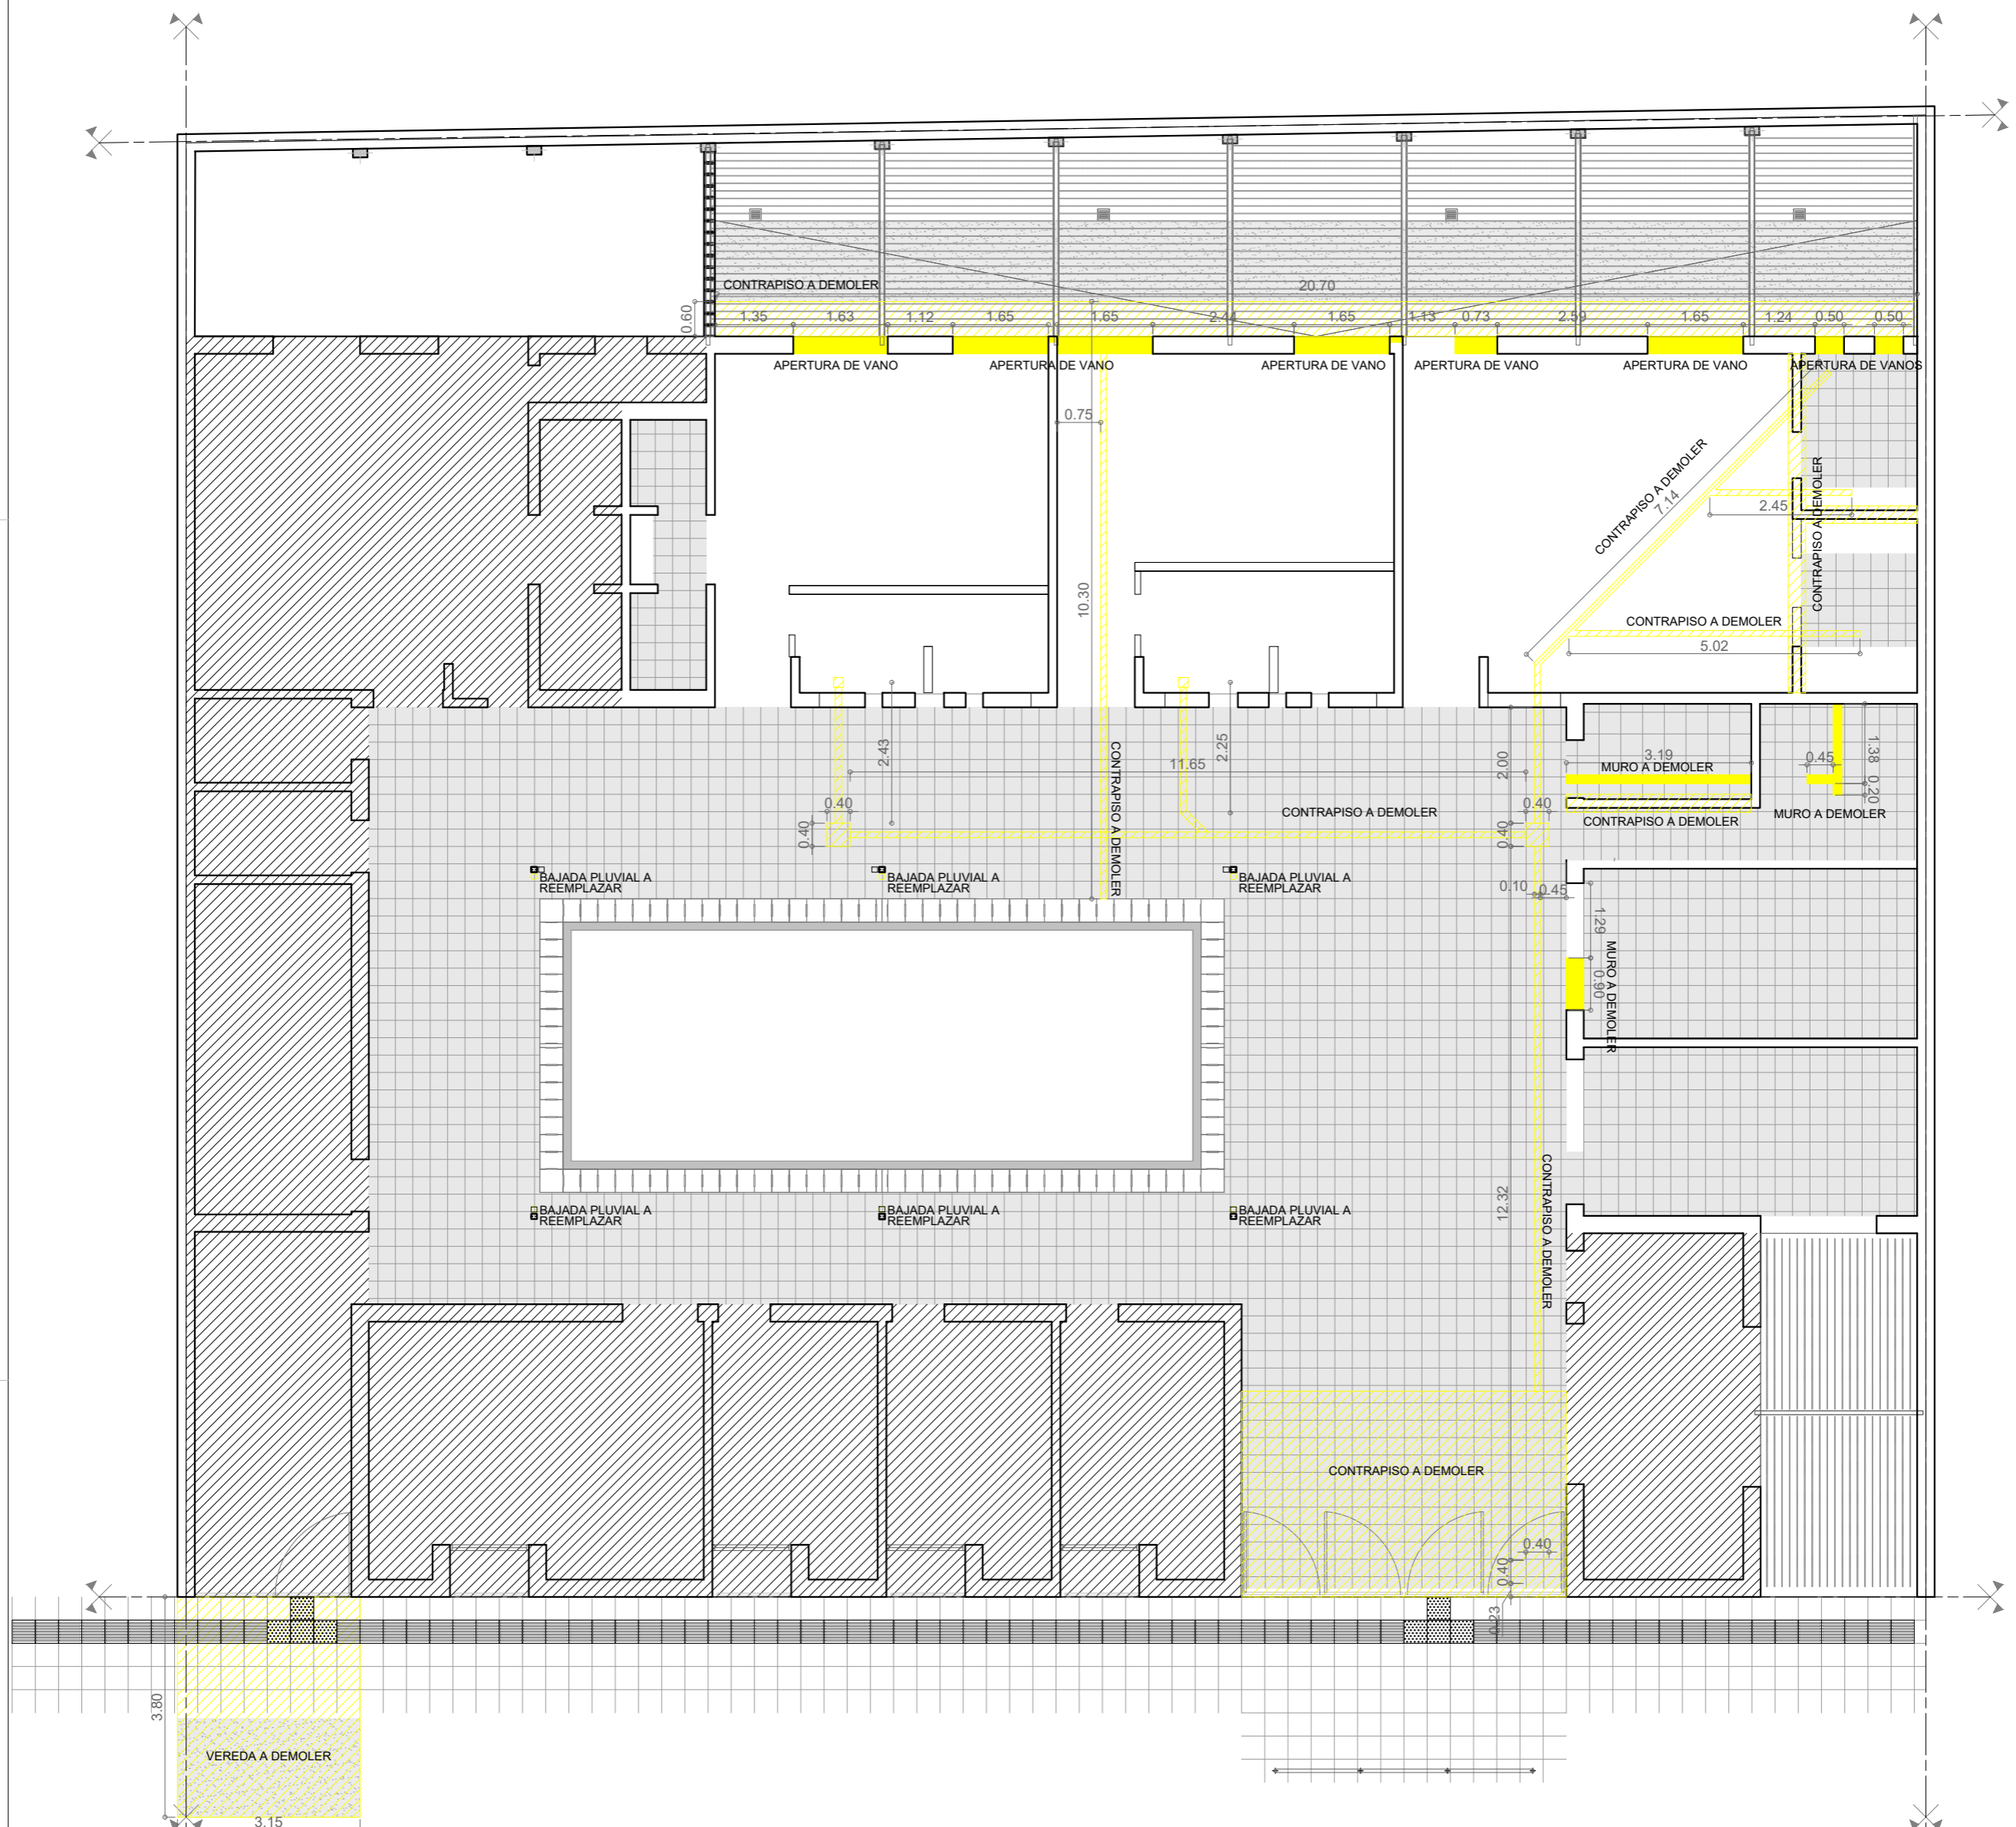 CONTRAPISO A DEMOLER
20.70
0.60
1.35
1.63
1.12
1.65
1.65
2.44
1.65
1.13
0.73
2.59
1.65
1.24
0.50
0.50
APERTURA DE VANO
APERTURA DE VANO
APERTURA DE VANO
APERTURA DE VANO
APERTURA DE VANO
APERTURA DE VANOS
0.75
10.30
CONTRAPISO A DEMOLER
7.14
2.45
CONTRAPISO A DEMOLER
CONTRAPISO A DEMOLER
5.02
2.43
2.25
11.65
CONTRAPISO A DEMOLER
2.00
3.19
MURO A DEMOLER
0.45
1.38
0.20
0.40
0.40
CONTRAPISO A DEMOLER
0.40
0.40
CONTRAPISO A DEMOLER
MURO A DEMOLER
BAJADA PLUVIAL A
REEMPLAZAR
BAJADA PLUVIAL A
REEMPLAZAR
BAJADA PLUVIAL A
REEMPLAZAR
0.10
0.45
1.29
0.90
MURO A DEMOLER
BAJADA PLUVIAL A
REEMPLAZAR
BAJADA PLUVIAL A
REEMPLAZAR
BAJADA PLUVIAL A
REEMPLAZAR
12.32
CONTRAPISO A DEMOLER
CONTRAPISO A DEMOLER
0.40
0.40
0.23
3.80
VEREDA A DEMOLER
3.15